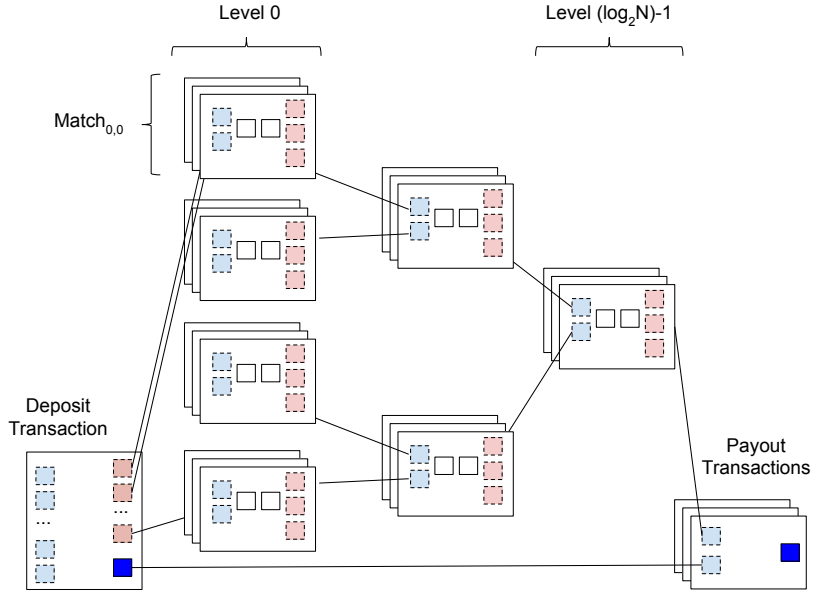 Level 0
Level (log₂N)-1
Match₀,₀
Deposit
Transaction
...
...
Payout
Transactions